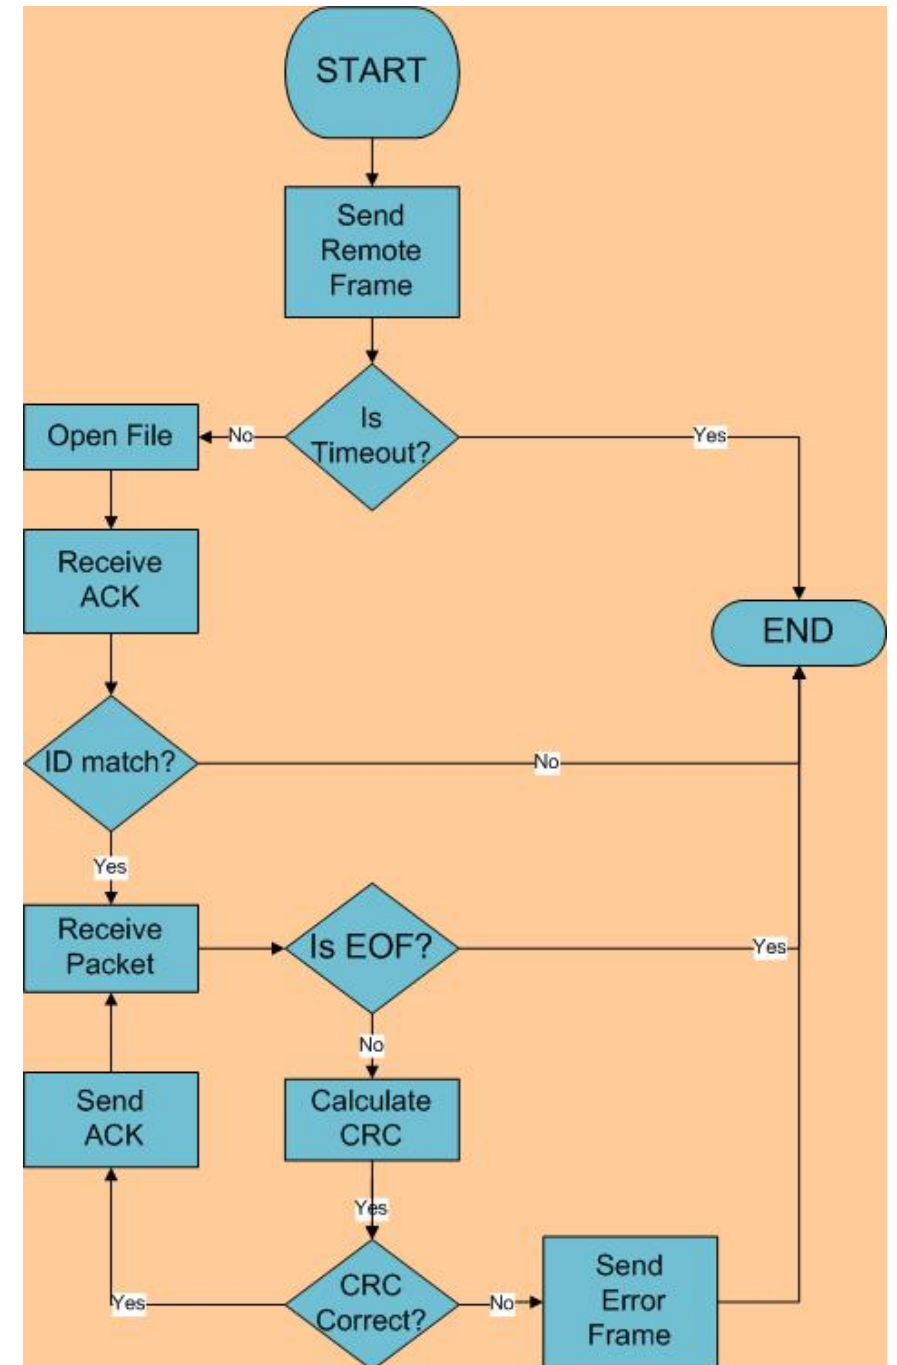 START
Send
Remote
Frame
Is
Timeout?
No
Yes
Open File
Receive
ACK
END
ID match?
No
Yes
Receive
Packet
Is EOF?
Yes
No
Send
ACK
Calculate
CRC
Yes
CRC
Correct?
Yes
No
Send
Error
Frame